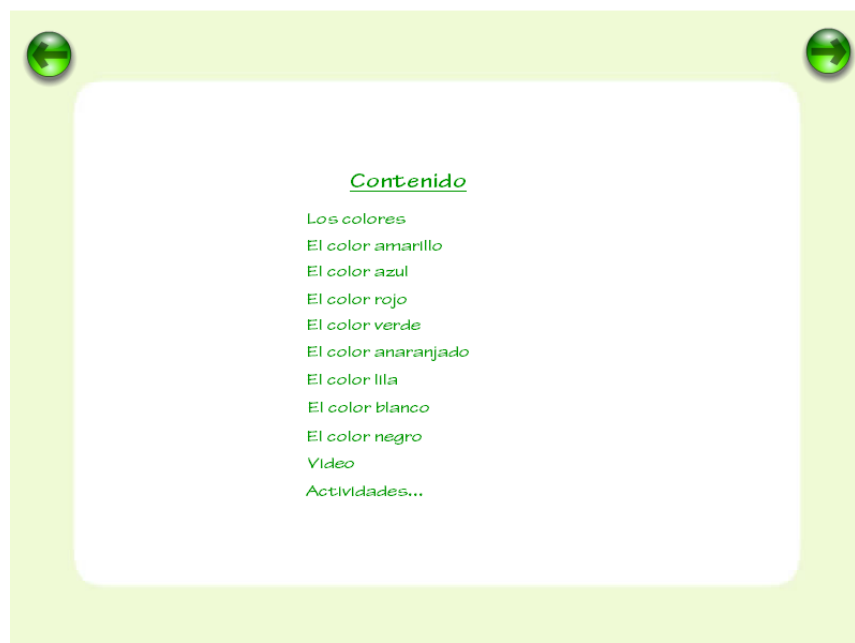 Contenido
Los colores
El color amarillo
El color azul
El color rojo
El color verde
El color anaranjado
El color lila
El color blanco
El color negro
Video
Actividades...